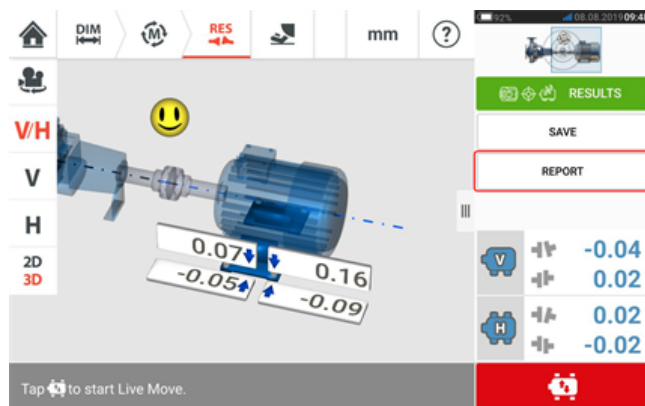 DIM
M
RES
mm
?
92%
08.08.2019 09:48
RESULTS
SAVE
REPORT
V/H
V
H
2D
3D
0.07
0.16
-0.05
-0.09
V
-0.04
0.02
H
0.02
-0.02
Tap to start Live Move.